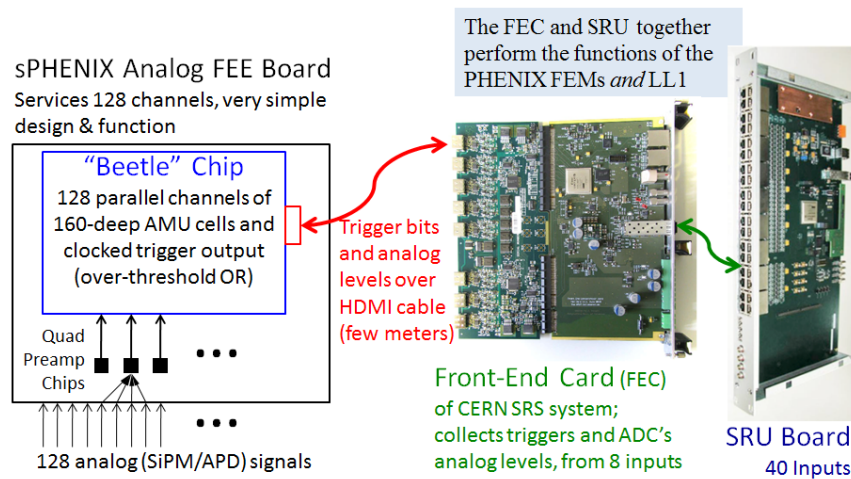 The FEC and SRU together
perform the functions of the
PHENIX FEMs and LL1
sPHENIX Analog FEE Board
Services 128 channels, very simple
design & function
“Beetle” Chip
128 parallel channels of
160-deep AMU cells and
clocked trigger output
(over-threshold OR)
Trigger bits
and analog
levels over
HDMI cable
(few meters)
Quad
Preamp
Chips
128 analog (SiPM/APD) signals
Front-End Card (FEC)
of CERN SRS system;
collects triggers and ADC’s
analog levels, from 8 inputs
SRU Board
40 Inputs